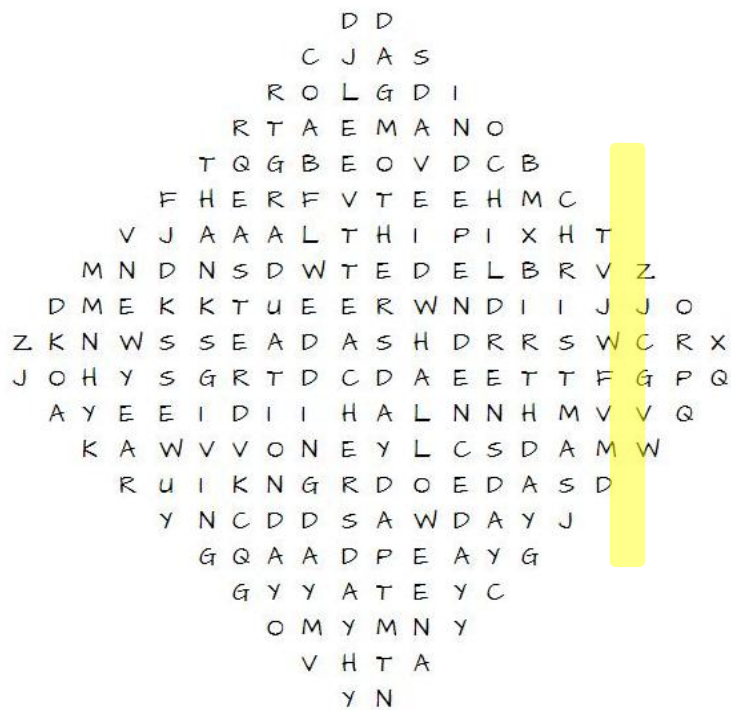 D D
C J A S
R O L G D I
R T A E M A N O
T Q G B E O V D C B
F H E R F V T E E H M C
V J A A A L T H I P I X H T
M N D N S D W T E D E L B R V Z
D M E K K T U E E R W N D I I J J O
Z K N W S S E A D A S H D R R S W C R X
J O H Y S G R T D C D A E E T T F G P Q
A Y E E I D I I H A L N N H M V V Q
K A W V V O N E Y L C S D A M W
R U I K N G R D O E D A S D
Y N C D D S A W D A Y J
G Q A A D P E A Y G
G Y Y A T E Y C
O M Y M N Y
V H T A
Y N